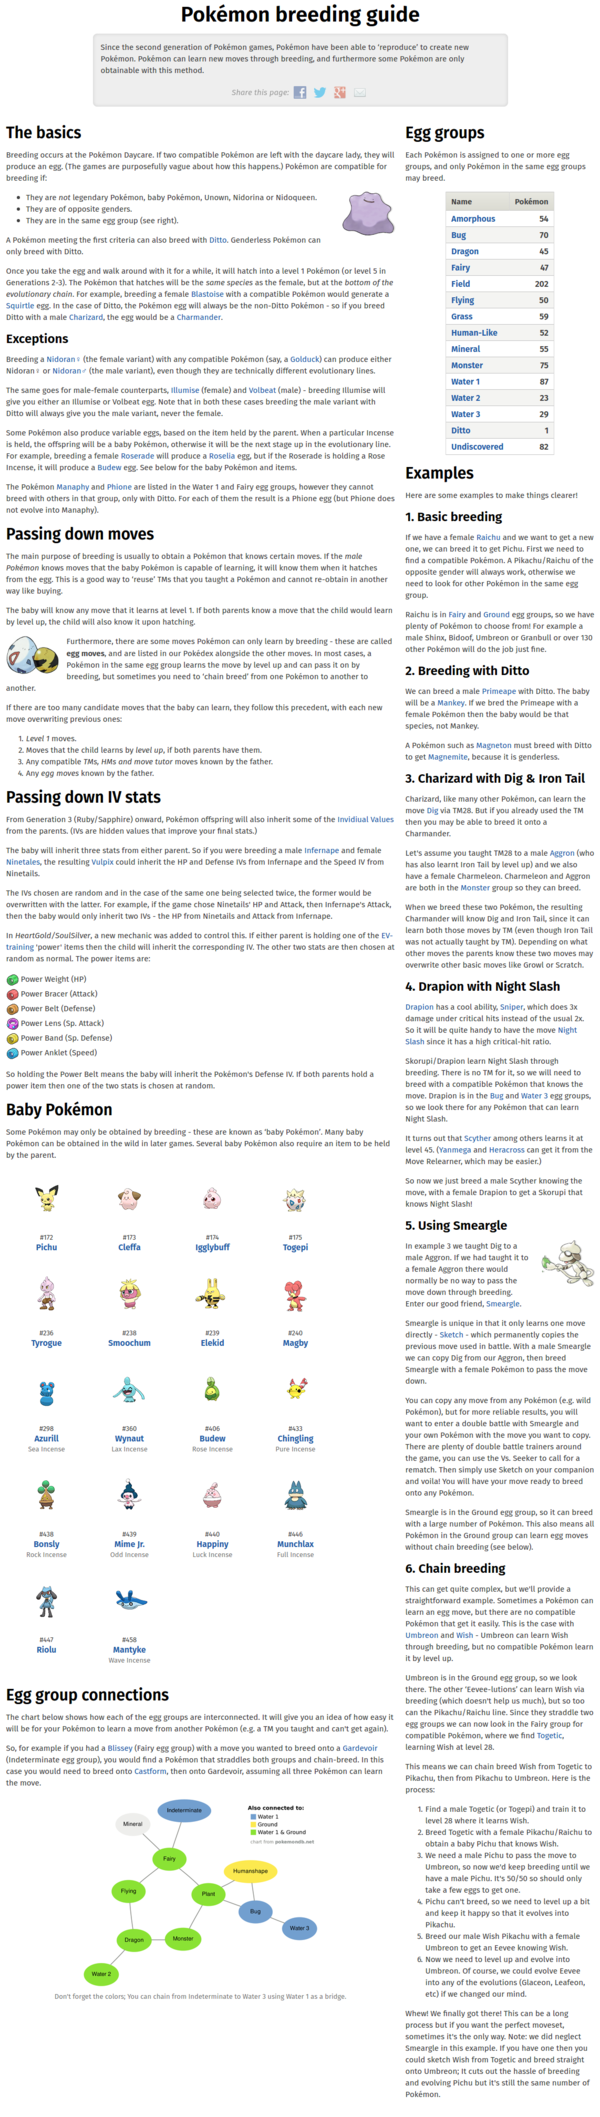 Pokémon breeding guide
Since the second generation of Pokémon games, Pokémon have been able to 'reproduce' to create new
Pokémon. Pokémon can learn new moves through breeding, and furthermore some Pokémon are only
obtainable with this method.
Share this page:
The basics
Breeding occurs at the Pokémon Daycare. If two compatible Pokémon are left with the daycare lady, they will
produce an egg. (The games are purposefully vague about how this happens.) Pokémon are compatible for
breeding if:
• They are not legendary Pokémon, baby Pokémon, Unown, Nidorina or Nidoqueen.
• They are of opposite genders.
• They are in the same egg group (see right).
A Pokémon meeting the first criteria can also breed with Ditto. Genderless Pokémon can
only breed with Ditto.
Once you take the egg and walk around with it for a while, it will hatch into a level 1 Pokémon (or level 5 in
Generations 2-3). The Pokémon that hatches will be the same species as the female, but at the bottom of the
evolutionary chain. For example, breeding a female Blastoise with a compatible Pokémon would generate a
Squirtle egg. In the case of Ditto, the Pokémon egg will always be the non-Ditto Pokémon - so if you breed
Ditto with a male Charizard, the egg would be a Charmander.
Exceptions
Breeding a Nidoran♀ (the female variant) with any compatible Pokémon (say, a Golduck) can produce either
Nidoran♀ or Nidoran♂ (the male variant), even though they are technically different evolutionary lines.
The same goes for male-female counterparts, Illumise (female) and Volbeat (male) - breeding Illumise will
give you either an Illumise or Volbeat egg. Note that in both these cases breeding the male variant with
Ditto will always give you the male variant, never the female.
Some Pokémon also produce variable eggs, based on the item held by the parent. When a particular Incense
is held, the offspring will be a baby Pokémon, otherwise it will be the next stage up in the evolutionary line.
For example, breeding a female Roserade will produce a Roselia egg, but if the Roserade is holding a Rose
Incense, it will produce a Budew egg. See below for the baby Pokémon and items.
The Pokémon Manaphy and Phione are listed in the Water 1 and Fairy egg groups, however they cannot
breed with others in that group, only with Ditto. For each of them the result is a Phione egg (but Phione does
not evolve into Manaphy).
Passing down moves
The main purpose of breeding is usually to obtain a Pokémon that knows certain moves. If the male
Pokémon knows moves that the baby Pokémon is capable of learning, it will know them when it hatches
from the egg. This is a good way to 'reuse' TMs that you taught a Pokémon and cannot re-obtain in another
way like buying.
The baby will know any move that it learns at level 1. If both parents know a move that the child would learn
by level up, the child will also know it upon hatching.
Furthermore, there are some moves Pokémon can only learn by breeding - these are called
egg moves, and are listed in our Pokédex alongside the other moves. In most cases, a
Pokémon in the same egg group learns the move by level up and can pass it on by
breeding, but sometimes you need to 'chain breed' from one Pokémon to another to
another.
If there are too many candidate moves that the baby can learn, they follow this precedent, with each new
move overwriting previous ones:
1. Level 1 moves.
2. Moves that the child learns by level up, if both parents have them.
3. Any compatible TMs, HMs and move tutor moves known by the father.
4. Any egg moves known by the father.
Passing down IV stats
From Generation 3 (Ruby/Sapphire) onward, Pokémon offspring will also inherit some of the Invidiual Values
from the parents. (IVs are hidden values that improve your final stats.)
The baby will inherit three stats from either parent. So if you were breeding a male Infernape and female
Ninetales, the resulting Vulpix could inherit the HP and Defense IVs from Infernape and the Speed IV from
Ninetails.
The IVs chosen are random and in the case of the same one being selected twice, the former would be
overwritten with the latter. For example, if the game chose Ninetails' HP and Attack, then Infernape's Attack,
then the baby would only inherit two IVs - the HP from Ninetails and Attack from Infernape.
In HeartGold/SoulSilver, a new mechanic was added to control this. If either parent is holding one of the EV-
training 'power' items then the child will inherit the corresponding IV. The other two stats are then chosen at
random as normal. The power items are:
Power Weight (HP)
Power Bracer (Attack)
Power Belt (Defense)
Power Lens (Sp. Attack)
Power Band (Sp. Defense)
Power Anklet (Speed)
So holding the Power Belt means the baby will inherit the Pokémon's Defense IV. If both parents hold a
power item then one of the two stats is chosen at random.
Baby Pokémon
Some Pokémon may only be obtained by breeding - these are known as 'baby Pokémon'. Many baby
Pokémon can be obtained in the wild in later games. Several baby Pokémon also require an item to be held
by the parent.
#172 #173 #174 #175
Pichu Cleffa Igglybuff Togepi
#236 #238 #239 #240
Tyrogue Smoochum Elekid Magby
#298 #360 #406 #433
Azurill Wynaut Budew Chingling
Sea Incense Lax Incense Rose Incense Pure Incense
#438 #439 #440 #446
Bonsly Mime Jr. Happiny Munchlax
Rock Incense Odd Incense Luck Incense Full Incense
#447 #458
Riolu Mantyke
Wave Incense
Egg group connections
The chart below shows how each of the egg groups are interconnected. It will give you an idea of how easy it
will be for your Pokémon to learn a move from another Pokémon (e.g. a TM you taught and can't get again).
So, for example if you had a Blissey (Fairy egg group) with a move you wanted to breed onto a Gardevoir
(Indeterminate egg group), you would find a Pokémon that straddles both groups and chain-breed. In this
case you would need to breed onto Castform, then onto Gardevoir, assuming all three Pokémon can learn
the move.
Indeterminate
Mineral
Also connected to:
Water 1
Ground
Water 1 & Ground
chart from pokemondb.net
Fairy
Humanshape
Flying
Plant
Bug
Water 3
Dragon
Monster
Water 2
Don't forget the colors; You can chain from Indeterminate to Water 3 using Water 1 as a bridge.
Egg groups
Each Pokémon is assigned to one or more egg
groups, and only Pokémon in the same egg groups
may breed.
Name Pokémon
Amorphous 54
Bug 70
Dragon 45
Fairy 47
Field 202
Flying 50
Grass 59
Human-Like 52
Mineral 55
Monster 75
Water 1 87
Water 2 23
Water 3 29
Ditto 1
Undiscovered 82
Examples
Here are some examples to make things clearer!
1. Basic breeding
If we have a female Raichu and we want to get a new
one, we can breed it to get Pichu. First we need to
find a compatible Pokémon. A Pikachu/Raichu of the
opposite gender will always work, otherwise we
need to look for other Pokémon in the same egg
group.
Raichu is in Fairy and Ground egg groups, so we have
plenty of Pokémon to choose from! For example a
male Shinx, Bidoof, Umbreon or Granbull or over 130
other Pokémon will do the job just fine.
2. Breeding with Ditto
We can breed a male Primeape with Ditto. The baby
will be a Mankey. If we bred the Primeape with a
female Pokémon then the baby would be that
species, not Mankey.
A Pokémon such as Magneton must breed with Ditto
to get Magnemite, because it is genderless.
3. Charizard with Dig & Iron Tail
Charizard, like many other Pokémon, can learn the
move Dig via TM28. But if you already used the TM
then you may be able to breed it onto a
Charmander.
Let's assume you taught TM28 to a male Aggron (who
has also learnt Iron Tail by level up) and we also
have a female Charmeleon. Charmeleon and Aggron
are both in the Monster group so they can breed.
When we breed these two Pokémon, the resulting
Charmander will know Dig and Iron Tail, since it can
learn both those moves by TM (even though Iron Tail
was not actually taught by TM). Depending on what
other moves the parents know these two moves may
overwrite other basic moves like Growl or Scratch.
4. Drapion with Night Slash
Drapion has a cool ability, Sniper, which does 3x
damage under critical hits instead of the usual 2x.
So it will be quite handy to have the move Night
Slash since it has a high critical-hit ratio.
Skorupi/Drapion learn Night Slash through
breeding. There is no TM for it, so we will need to
breed with a compatible Pokémon that knows the
move. Drapion is in the Bug and Water 3 egg groups,
so we look there for any Pokémon that can learn
Night Slash.
It turns out that Scyther among others learns it at
level 45. (Yanmega and Heracross can get it from the
Move Relearner, which may be easier.)
So now we just breed a male Scyther knowing the
move, with a female Drapion to get a Skorupi that
knows Night Slash!
5. Using Smeargle
In example 3 we taught Dig to a
male Aggron. If we had taught it to
a female Aggron there would
normally be no way to pass the
move down through breeding.
Enter our good friend, Smeargle.
Smeargle is unique in that it only learns one move
directly - Sketch - which permanently copies the
previous move used in battle. With a male Smeargle
we can copy Dig from our Aggron, then breed
Smeargle with a female Pokémon to pass the move
down.
You can copy any move from any Pokémon (e.g. wild
Pokémon), but for more reliable results, you will
want to enter a double battle with Smeargle and
your own Pokémon with the move you want to copy.
There are plenty of double battle trainers around
the game, you can use the Vs. Seeker to call for a
rematch. Then simply use Sketch on your companion
and voila! You will have your move ready to breed
onto any Pokémon.
Smeargle is in the Ground egg group, so it can breed
with a large number of Pokémon. This also means all
Pokémon in the Ground group can learn egg moves
without chain breeding (see below).
6. Chain breeding
This can get quite complex, but we'll provide a
straightforward example. Sometimes a Pokémon can
learn an egg move, but there are no compatible
Pokémon that get it easily. This is the case with
Umbreon and Wish - Umbreon can learn Wish
through breeding, but no compatible Pokémon learn
it by level up.
Umbreon is in the Ground egg group, so we look
there. The other 'Eevee-lutions' can learn Wish via
breeding (which doesn't help us much), but so too
can the Pikachu/Raichu line. Since they straddle two
egg groups we can now look in the Fairy group for
compatible Pokémon, where we find Togetic,
learning Wish at level 28.
This means we can chain breed Wish from Togetic to
Pikachu, then from Pikachu to Umbreon. Here is the
process:
1. Find a male Togetic (or Togepi) and train it to
level 28 where it learns Wish.
2. Breed Togetic with a female Pikachu/Raichu to
obtain a baby Pichu that knows Wish.
3. We need a male Pichu to pass the move to
Umbreon, so now we'd keep breeding until we
have a male Pichu. It's 50/50 so should only
take a few eggs to get one.
4. Pichu can't breed, so we need to level up a bit
and keep it happy so that it evolves into
Pikachu.
5. Breed our male Wish Pikachu with a female
Umbreon to get an Eevee knowing Wish.
6. Now we need to level up and evolve into
Umbreon. Of course, we could evolve Eevee
into any of the evolutions (Glaceon, Leafeon,
etc) if we changed our mind.
Whew! We finally got there! This can be a long
process but if you want the perfect moveset,
sometimes it's the only way. Note: we did neglect
Smeargle in this example. If you have one then you
could sketch Wish from Togetic and breed straight
onto Umbreon; It cuts out the hassle of breeding
and evolving Pichu but it's still the same number of
Pokémon.